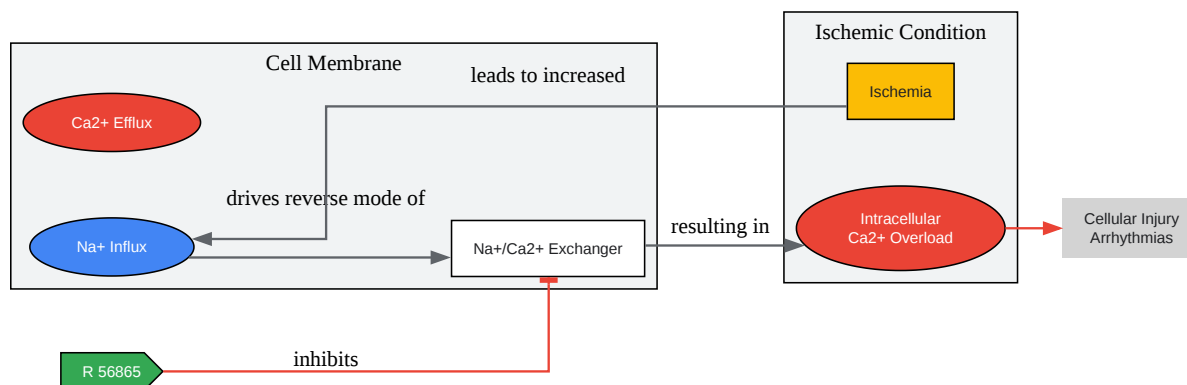 Ischemic Condition
Cell Membrane
leads to increased
Ischemia
Ca2+ Efflux
drives reverse mode of
Na+ Influx
Na+/Ca2+ Exchanger
resulting in
Intracellular
Ca2+ Overload
Cellular Injury
Arrhythmias
R 56865
inhibits